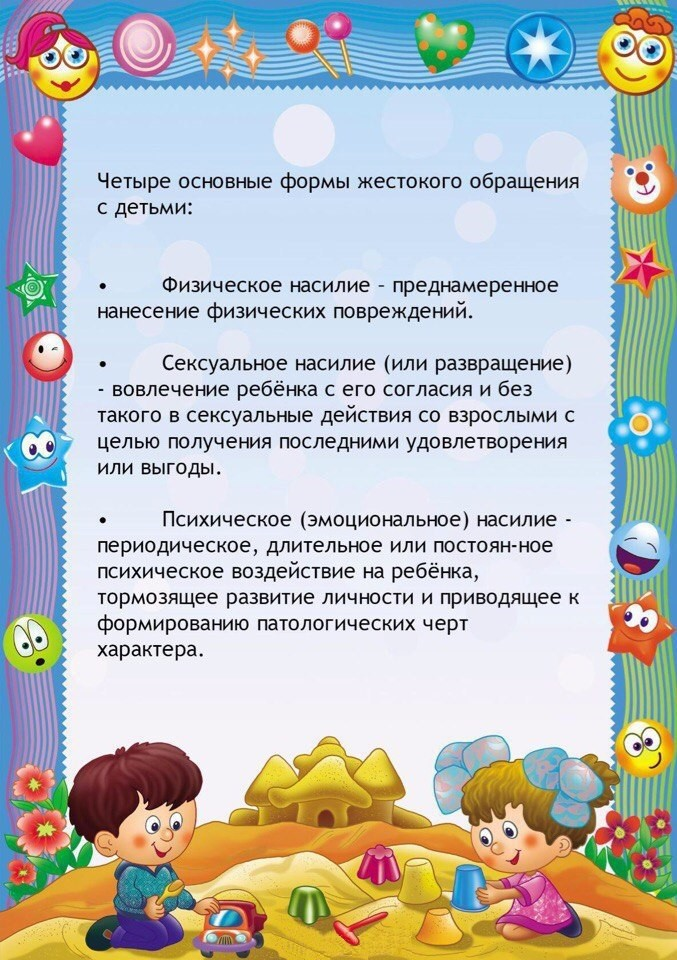 Четыре основные формы жестокого обращения
с детьми:
• Физическое насилие – преднамеренное
нанесение физических повреждений.
• Сексуальное насилие (или развращение)
- вовлечение ребёнка с его согласия и без
такого в сексуальные действия со взрослыми с
целью получения последними удовлетворения
или выгоды.
• Психическое (эмоциональное) насилие -
периодическое, длительное или постоян-ное
психическое воздействие на ребёнка,
тормозящее развитие личности и приводящее к
формированию патологических черт
характера.